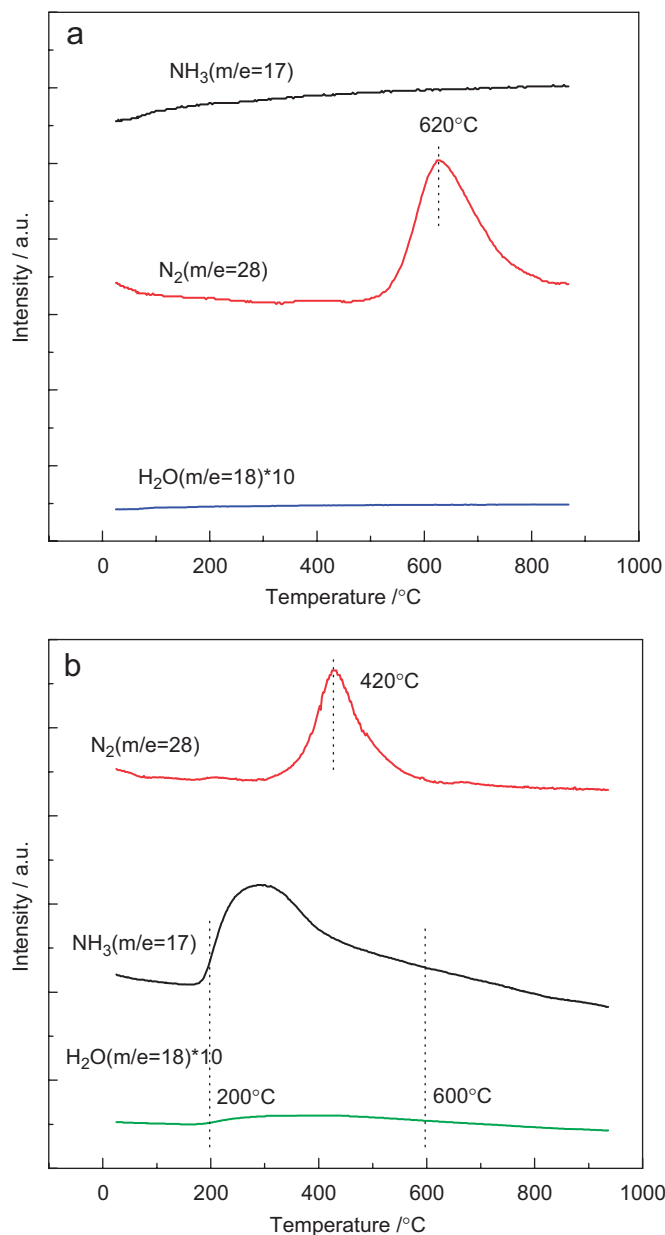 a
NH₃(m/e=17)
620°C
N₂(m/e=28)
H₂O(m/e=18)*10
Intensity / a.u.
0 200 400 600 800 1000
Temperature /°C
b
420°C
N₂(m/e=28)
NH₃(m/e=17)
H₂O(m/e=18)*10
200°C 600°C
Intensity / a.u.
0 200 400 600 800 1000
Temperature /°C